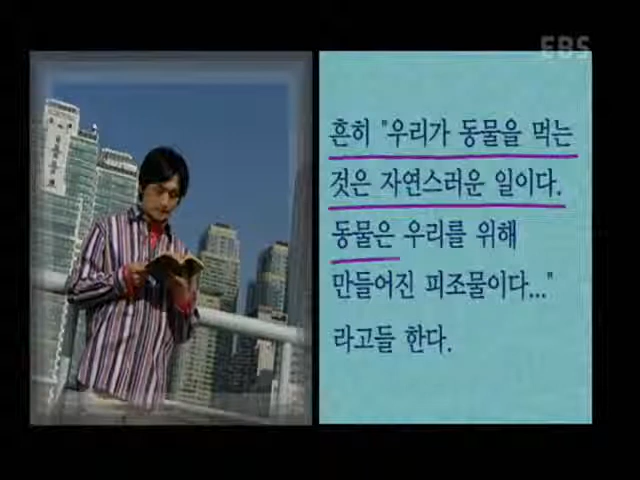 EBS
흔히 "우리가 동물을 먹는
것은 자연스러운 일이다.
동물은 우리를 위해
만들어진 피조물이다..."
라고들 한다.